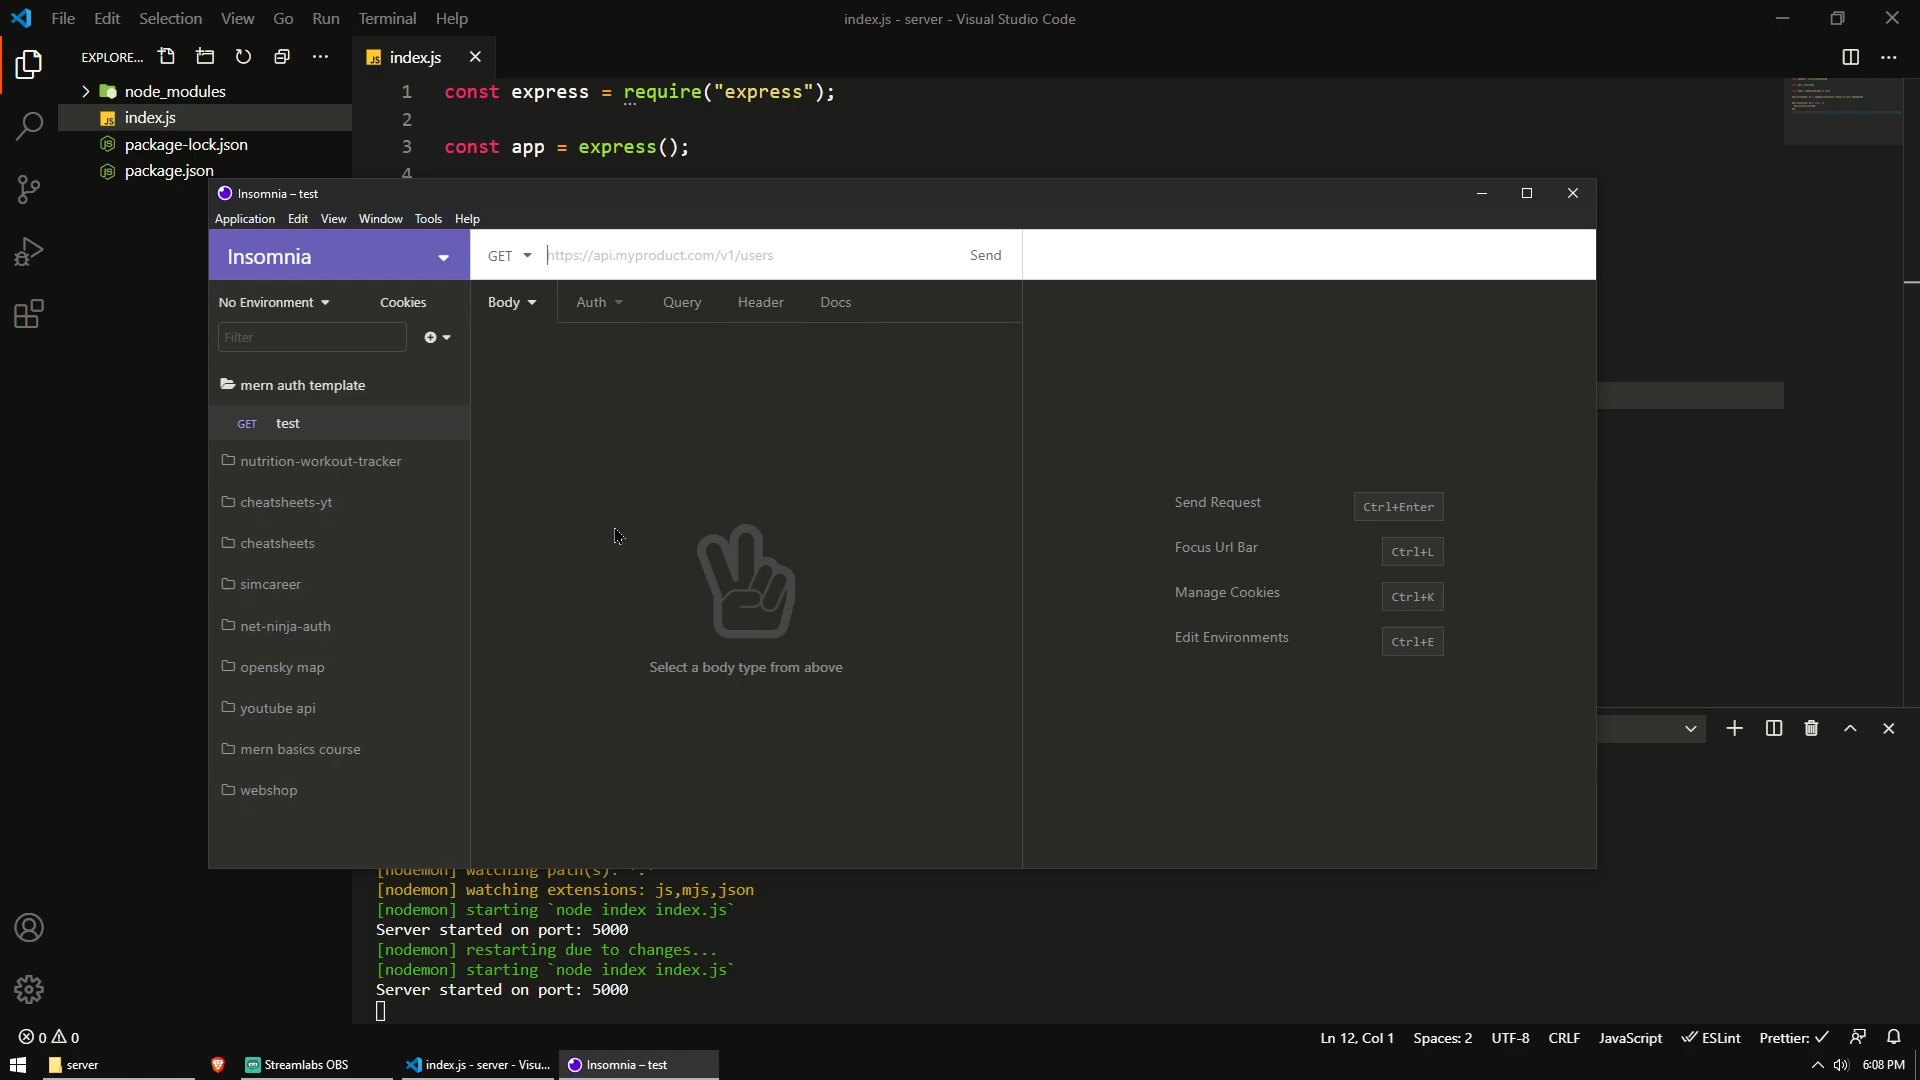 File Edit Selection View Go Run Terminal Help
index.js - server - Visual Studio Code
EXPLORE...
index.js
node_modules
index.js
package-lock.json
package.json
1 const express = require("express");
2
3 const app = express();
4
Insomnia – test
Application Edit View Window Tools Help
Insomnia
GET https://api.myproduct.com/v1/users Send
No Environment Cookies
Body Auth Query Header Docs
Filter
mern auth template
GET test
nutrition-workout-tracker
cheatsheets-yt
cheatsheets
simcareer
net-ninja-auth
opensky map
youtube api
mern basics course
webshop
Select a body type from above
Send Request Ctrl+Enter
Focus Url Bar Ctrl+L
Manage Cookies Ctrl+K
Edit Environments Ctrl+E
[nodemon] watching path(s): *.*
[nodemon] watching extensions: js,mjs,json
[nodemon] starting `node index index.js`
Server started on port: 5000
[nodemon] restarting due to changes...
[nodemon] starting `node index index.js`
Server started on port: 5000
0 0
Ln 12, Col 1 Spaces: 2 UTF-8 CRLF JavaScript ESLint Prettier: ✓
server
Streamlabs OBS
index.js - server - Visu...
Insomnia – test
6:08 PM